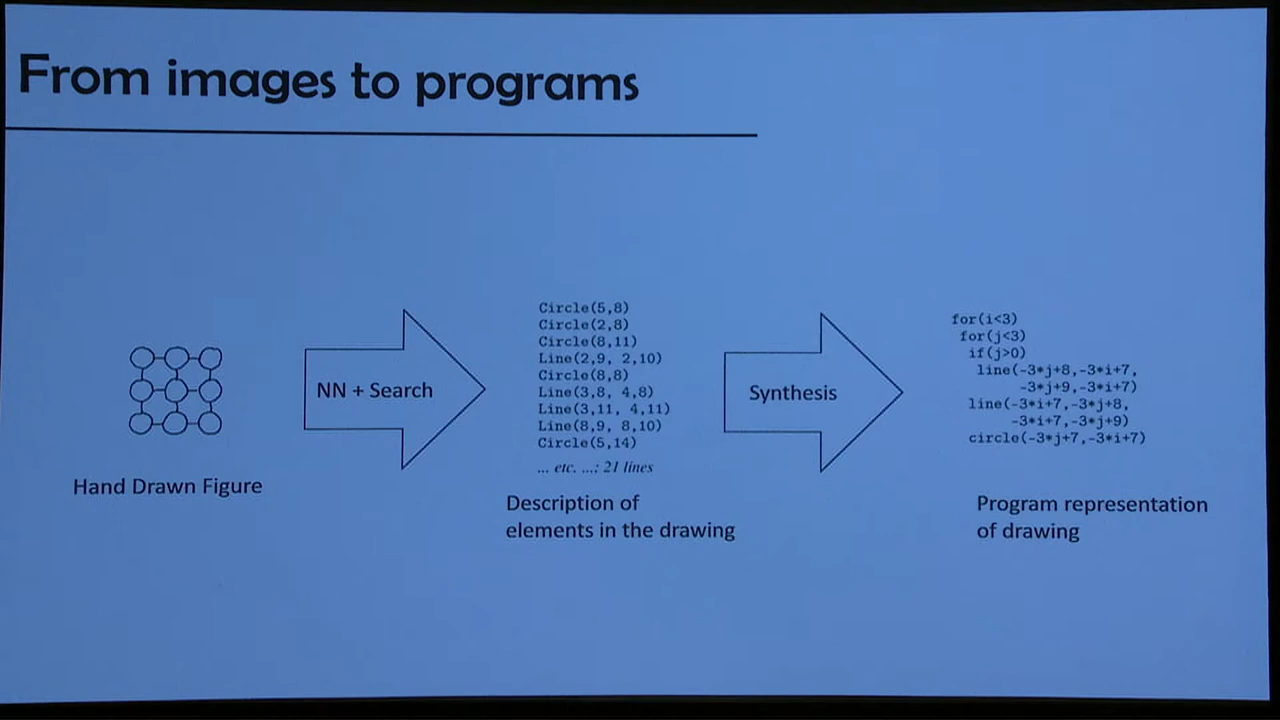 From images to programs
NN + Search
Hand Drawn Figure
Circle(5,8)
Circle(2,8)
Circle(8,11)
Line(2,9, 2,10)
Circle(8,8)
Line(3,8, 4,8)
Line(3,11, 4,11)
Line(8,9, 8,10)
Circle(5,14)
... etc. ...; 21 lines
Description of
elements in the drawing
Synthesis
for(i<3)
for(j<3)
if(j>0)
line(-3*j+8,-3*i+7,
-3*j+9,-3*i+7)
line(-3*i+7,-3*j+8,
-3*i+7,-3*j+9)
circle(-3*j+7,-3*i+7)
Program representation
of drawing